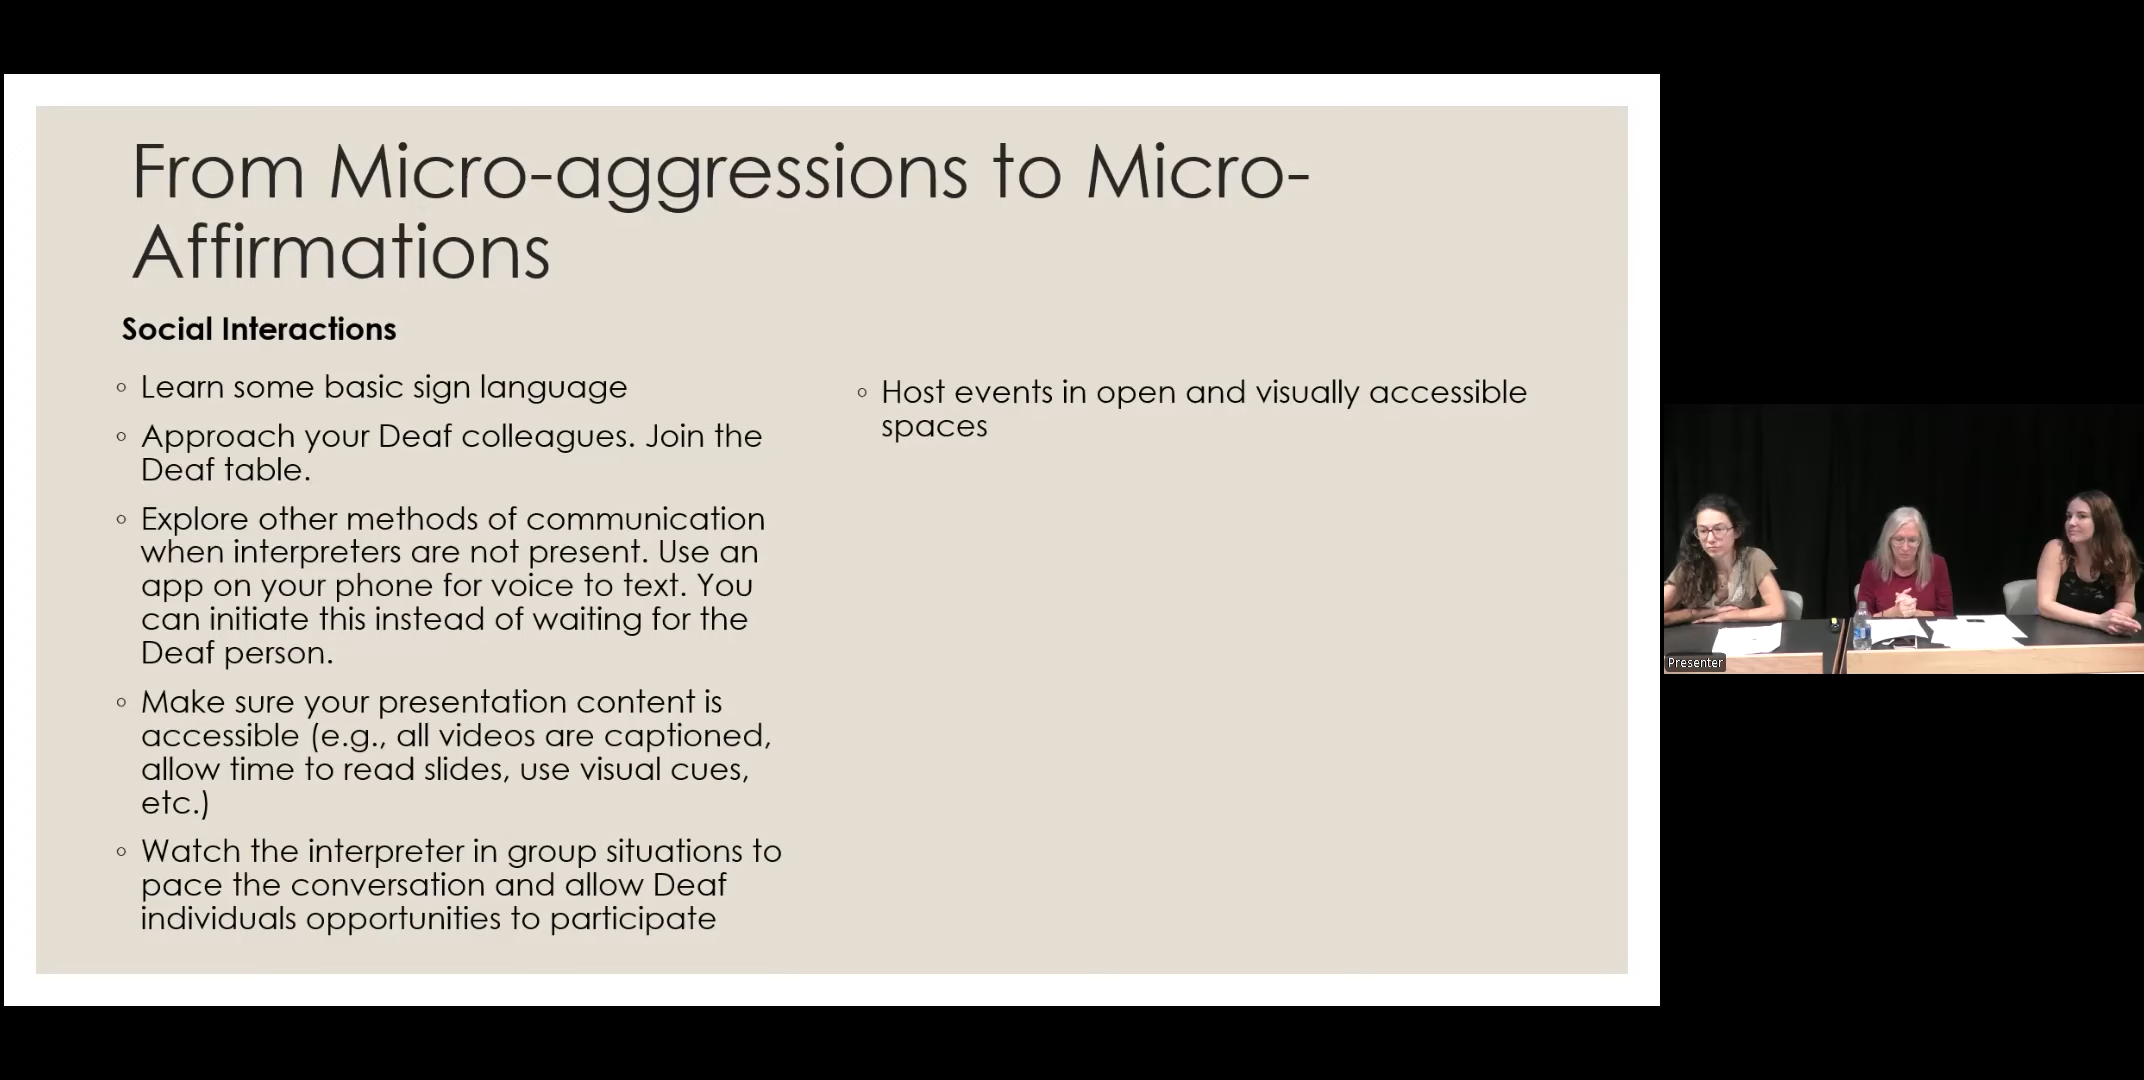 From Micro-aggressions to Micro-
Affirmations
Social Interactions
◦ Learn some basic sign language
◦ Approach your Deaf colleagues. Join the
Deaf table.
◦ Explore other methods of communication
when interpreters are not present. Use an
app on your phone for voice to text. You
can initiate this instead of waiting for the
Deaf person.
◦ Make sure your presentation content is
accessible (e.g., all videos are captioned,
allow time to read slides, use visual cues,
etc.)
◦ Watch the interpreter in group situations to
pace the conversation and allow Deaf
individuals opportunities to participate
◦ Host events in open and visually accessible
spaces
Presenter